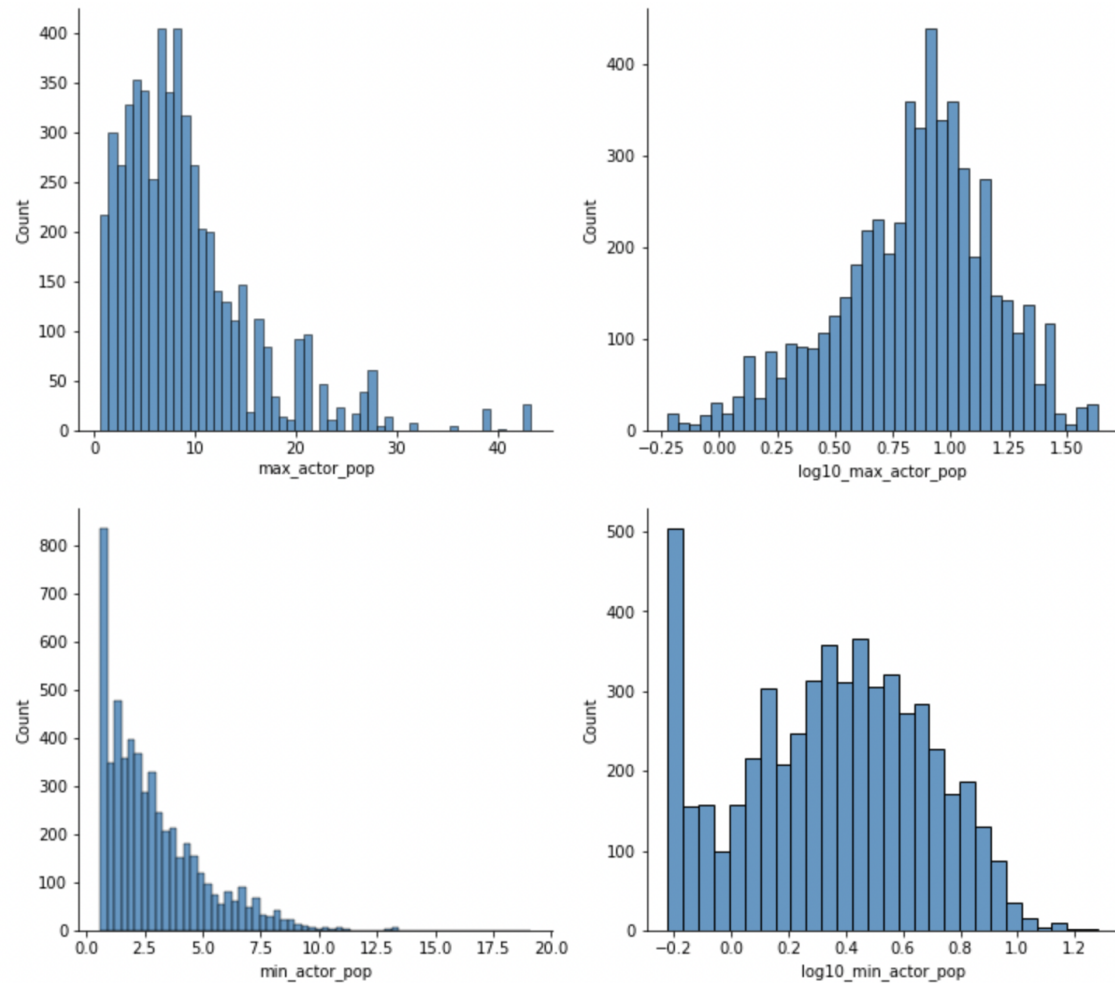 400
350
300
250
200
150
100
50
0
Count
0 10 20 30 40
max_actor_pop
400
300
200
100
0
Count
−0.25 0.00 0.25 0.50 0.75 1.00 1.25 1.50
log10_max_actor_pop
800
700
600
500
400
300
200
100
0
Count
0.0 2.5 5.0 7.5 10.0 12.5 15.0 17.5 20.0
min_actor_pop
500
400
300
200
100
0
Count
−0.2 0.0 0.2 0.4 0.6 0.8 1.0 1.2
log10_min_actor_pop